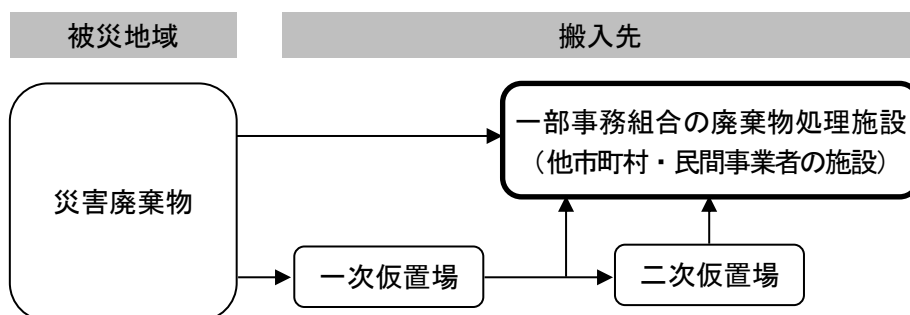 被災地域
搬入先
一部事務組合の廃棄物処理施設
（他市町村・民間事業者の施設）
災害廃棄物
一次仮置場
二次仮置場